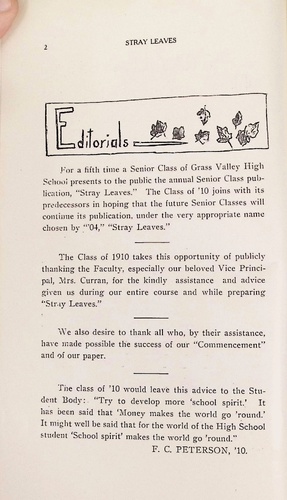 2
STRAY LEAVES
Editorials
For a fifth time a Senior Class of Grass Valley High
School presents to the public the annual Senior Class pub-
lication, "Stray Leaves." The Class of '10 joins with its
predecessors in hoping that the future Senior Classes will
continue its publication, under the very appropriate name
chosen by "'04," "Stray Leaves."
The Class of 1910 takes this opportunity of publicly
thanking the Faculty, especially our beloved Vice Princi-
pal, Mrs. Curran, for the kindly assistance and advice
given us during our entire course and while preparing
"Stray Leaves."
We also desire to thank all who, by their assistance,
have made possible the success of our "Commencement"
and of our paper.
The class of '10 would leave this advice to the Stu-
dent Body: "Try to develop more 'school spirit.' It
has been said that 'Money makes the world go 'round.'
It might well be said that for the world of the High School
student 'School spirit' makes the world go 'round."
F. C. PETERSON, '10.